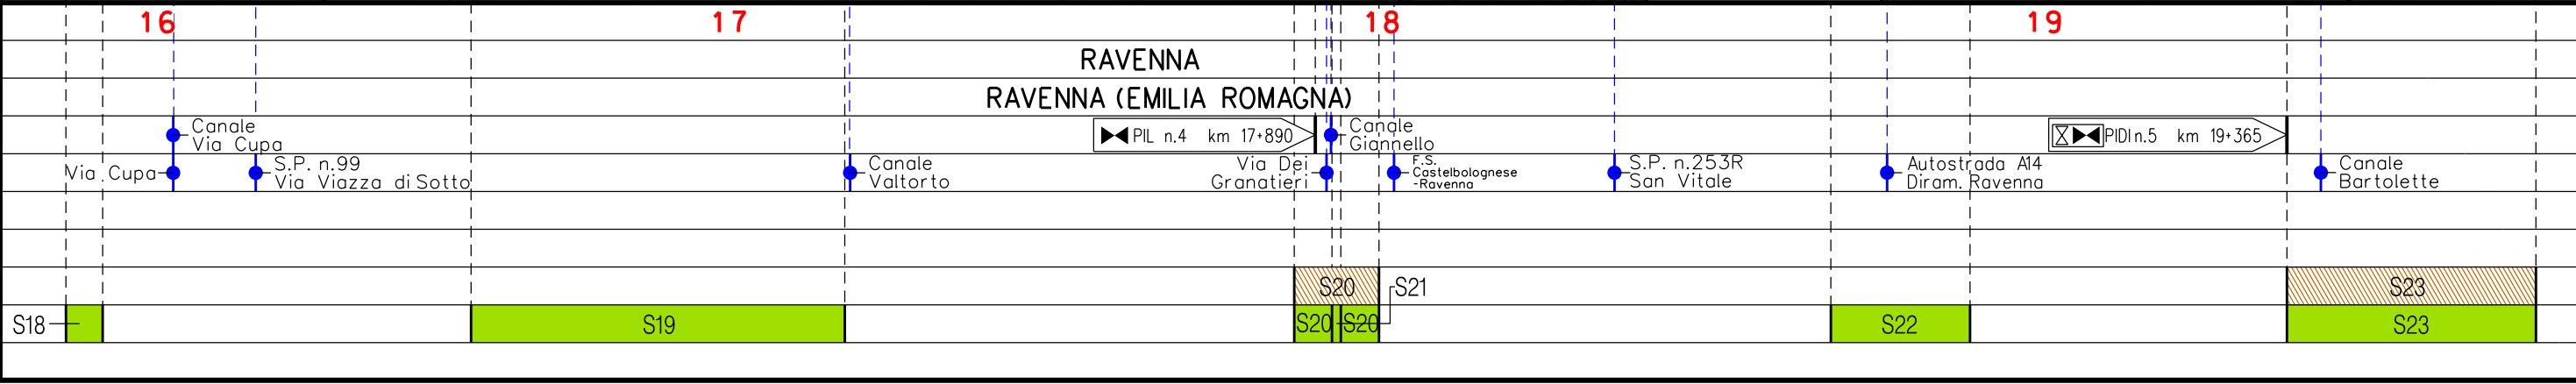 16 17 18 19
RAVENNA
RAVENNA (EMILIA ROMAGNA)
Canale
Via Cupa
PIL n.4 km 17+890
Canale
Giannello
PIDI n.5 km 19+365
Via Cupa
S.P. n.99
Via Viazza di Sotto
Canale
Valtorto
Via Dei
Granatieri
F.S.
Castelbolognese
-Ravenna
S.P. n.253R
San Vitale
Autostrada A14
Diram. Ravenna
Canale
Bartolette
S20 S21 S23
S18 S19 S20 S20 S22 S23